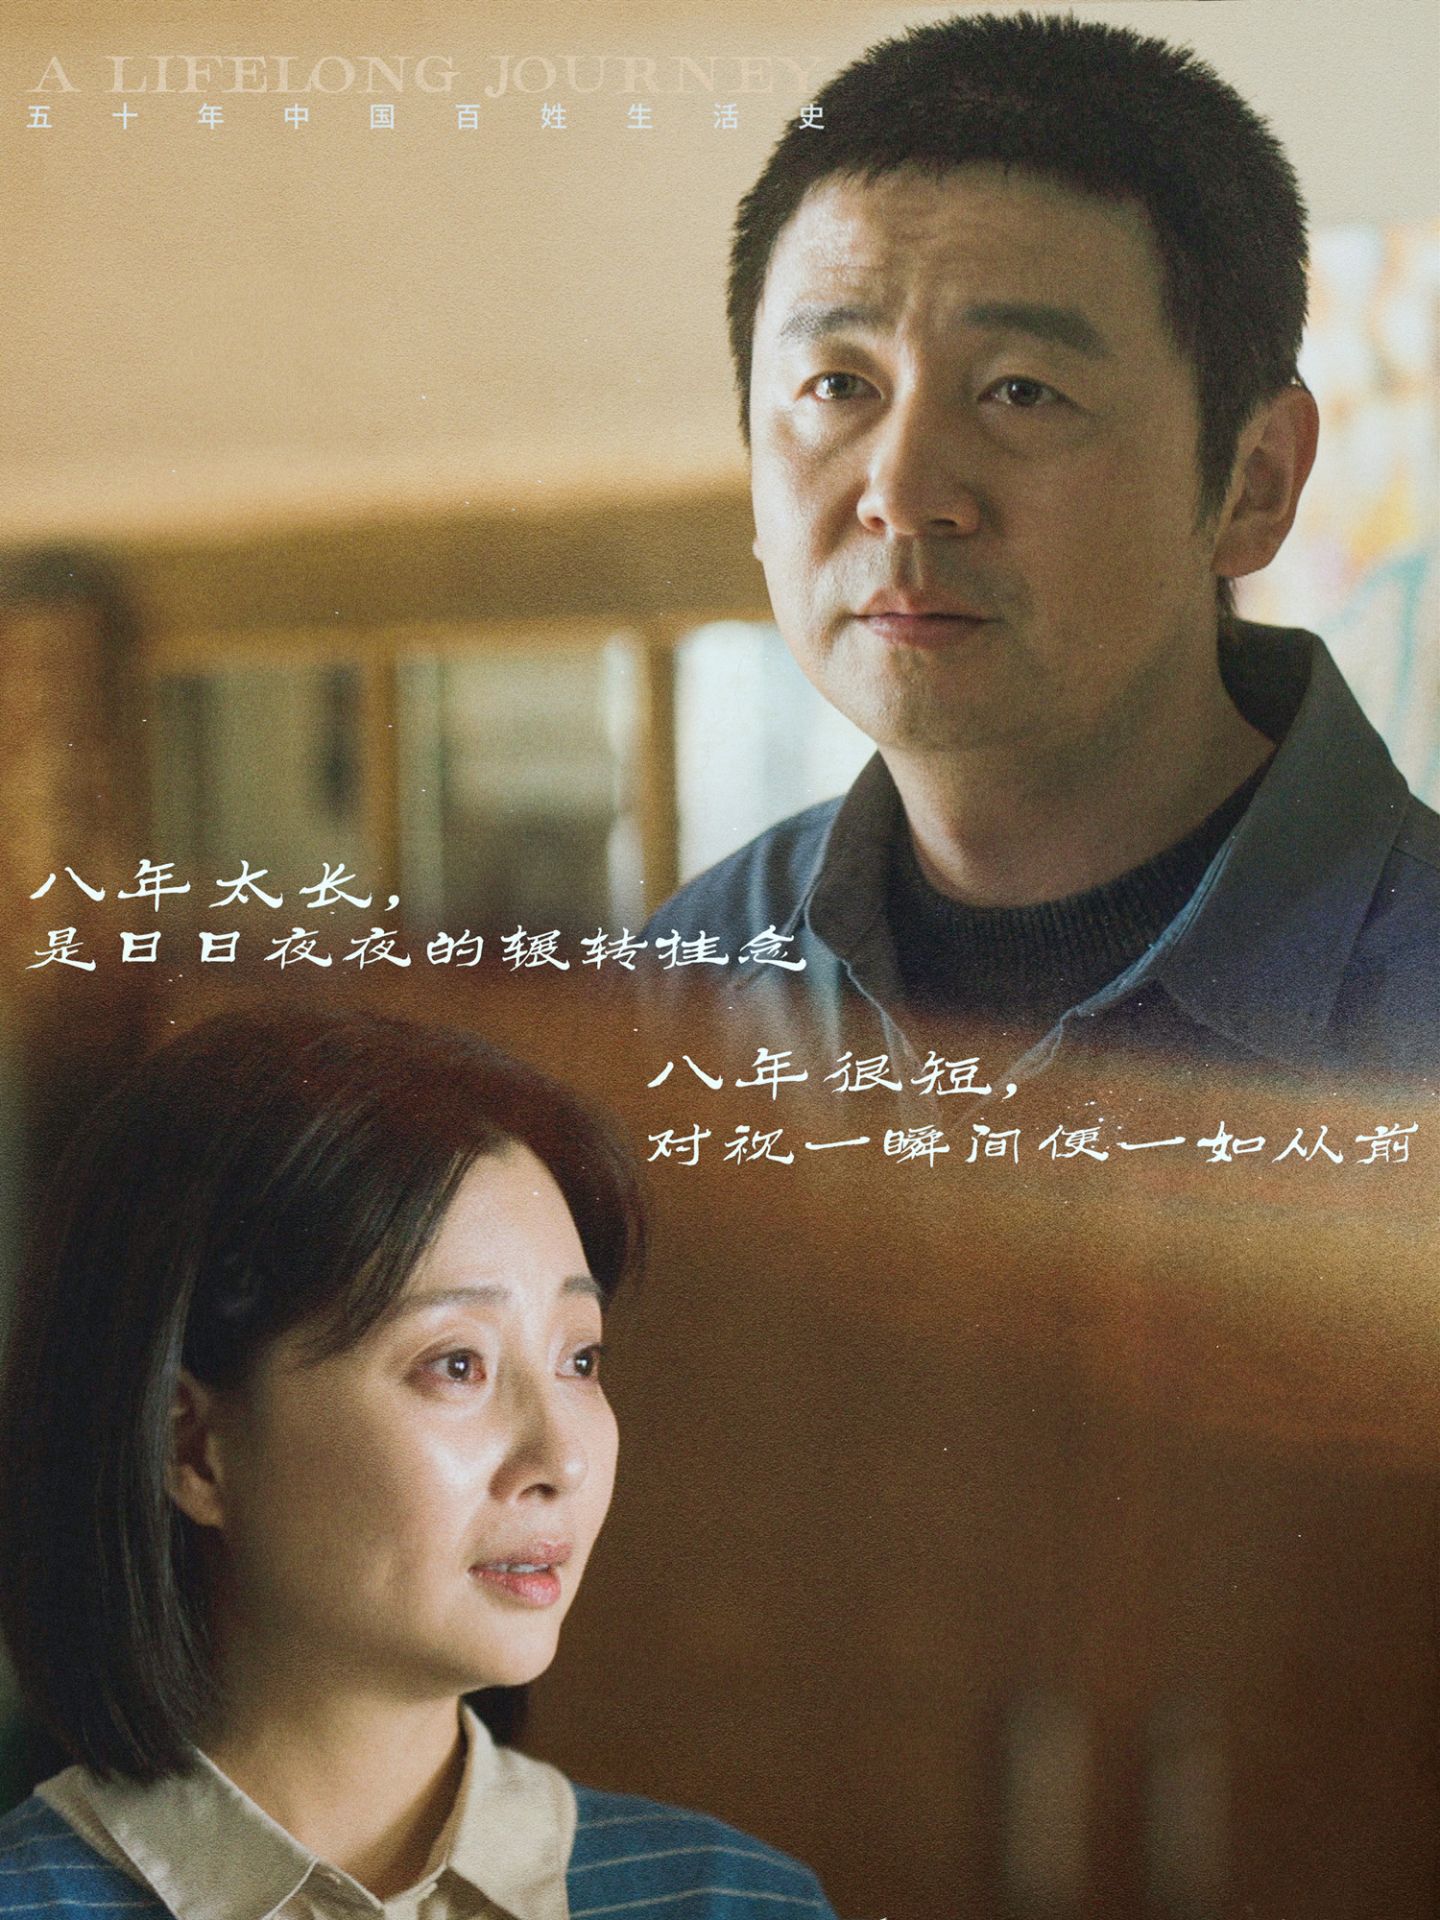 A LIFELONG JOURNEY
五十年中国百姓生活史
八年太长，
是日日夜夜的辗转挂念
八年很短，
对视一瞬间便一如从前